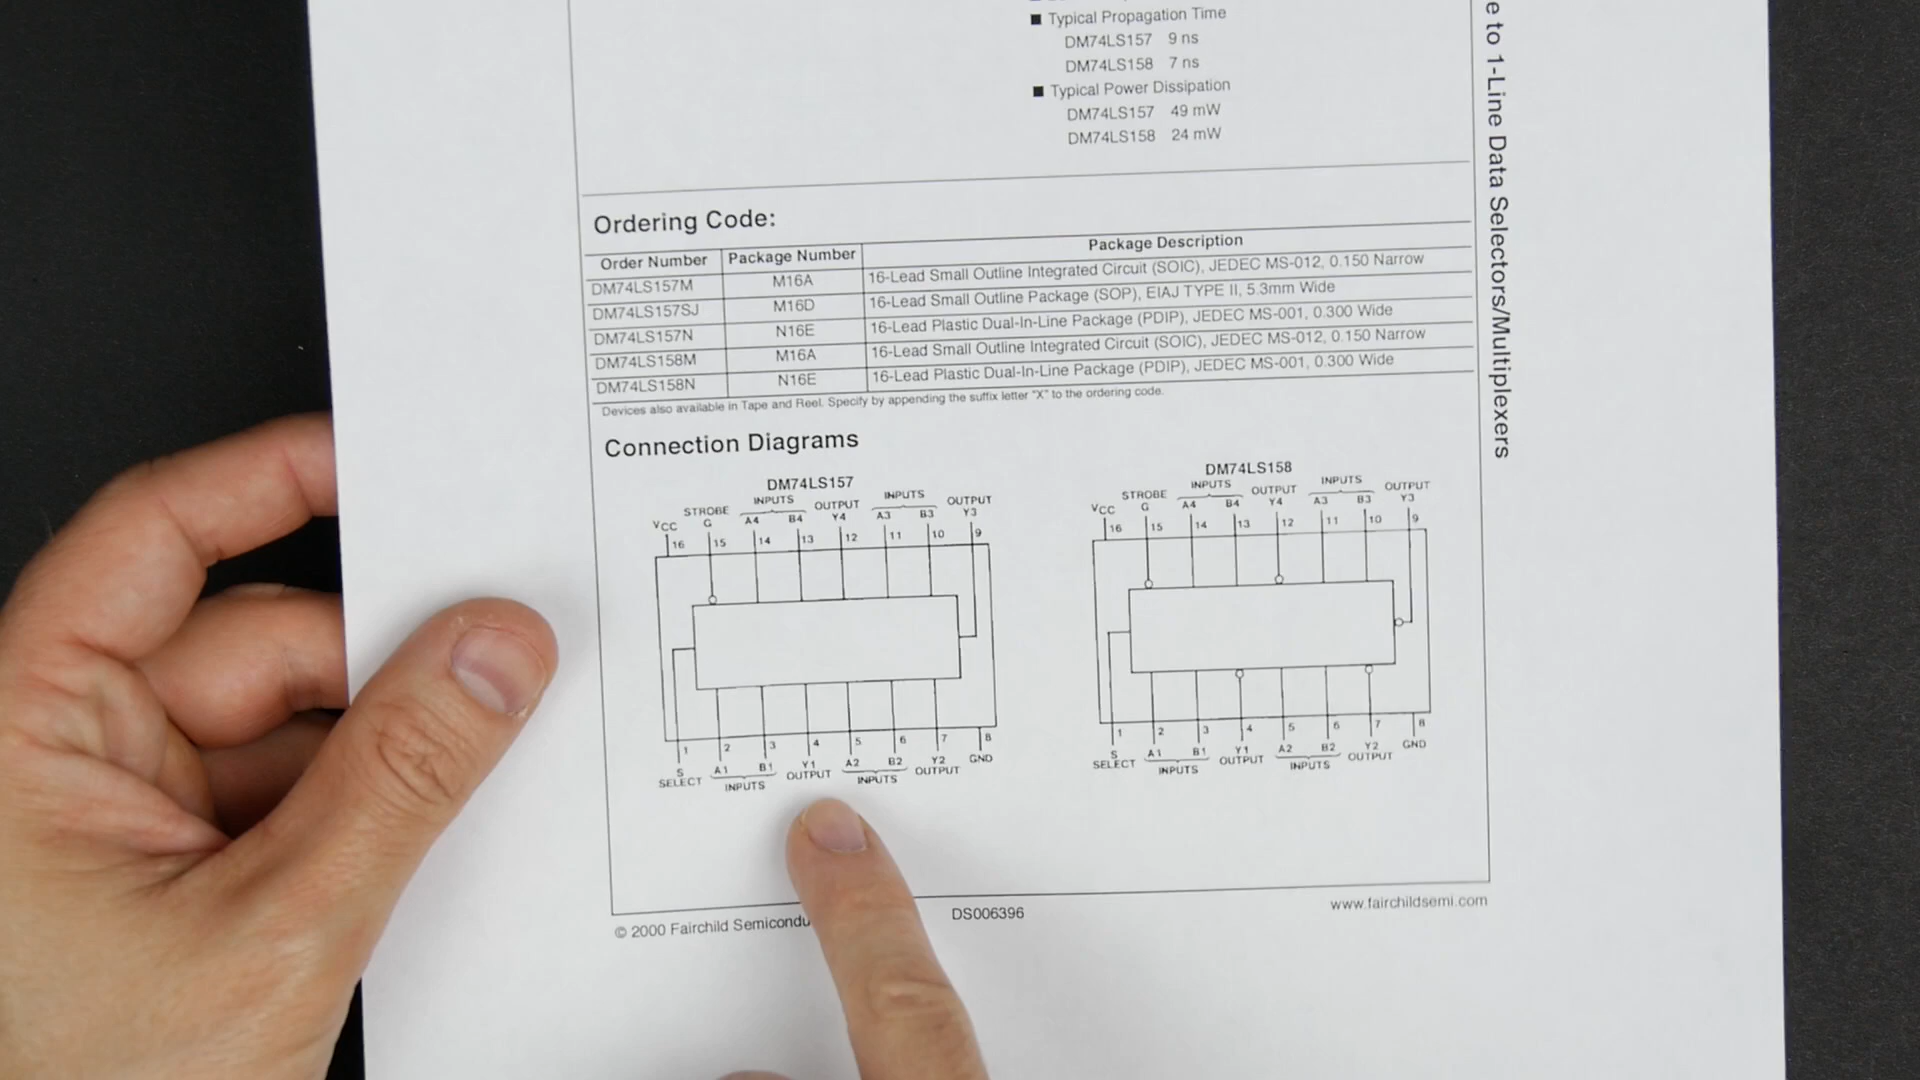 ■ Typical Propagation Time
DM74LS157 9 ns
DM74LS158 7 ns
■ Typical Power Dissipation
DM74LS157 49 mW
DM74LS158 24 mW
e to 1-Line Data Selectors/Multiplexers
Ordering Code:
Order Number Package Number Package Description
DM74LS157M M16A 16-Lead Small Outline Integrated Circuit (SOIC), JEDEC MS-012, 0.150 Narrow
DM74LS157SJ M16D 16-Lead Small Outline Package (SOP), EIAJ TYPE II, 5.3mm Wide
DM74LS157N N16E 16-Lead Plastic Dual-In-Line Package (PDIP), JEDEC MS-001, 0.300 Wide
DM74LS158M M16A 16-Lead Small Outline Integrated Circuit (SOIC), JEDEC MS-012, 0.150 Narrow
DM74LS158N N16E 16-Lead Plastic Dual-In-Line Package (PDIP), JEDEC MS-001, 0.300 Wide
Devices also available in Tape and Reel. Specify by appending the suffix letter "X" to the ordering code.
Connection Diagrams
DM74LS157
INPUTS INPUTS
STROBE OUTPUT OUTPUT
VCC G A4 B4 Y4 A3 B3 Y3
16 15 14 13 12 11 10 9
1 2 3 4 5 6 7 8
S A1 B1 Y1 A2 B2 Y2 GND
SELECT OUTPUT OUTPUT
INPUTS INPUTS
DM74LS158
INPUTS INPUTS
STROBE OUTPUT OUTPUT
VCC G A4 B4 Y4 A3 B3 Y3
16 15 14 13 12 11 10 9
1 2 3 4 5 6 7 8
S A1 B1 Y1 A2 B2 Y2 GND
SELECT OUTPUT OUTPUT
INPUTS INPUTS
© 2000 Fairchild Semicondu DS006396 www.fairchildsemi.com